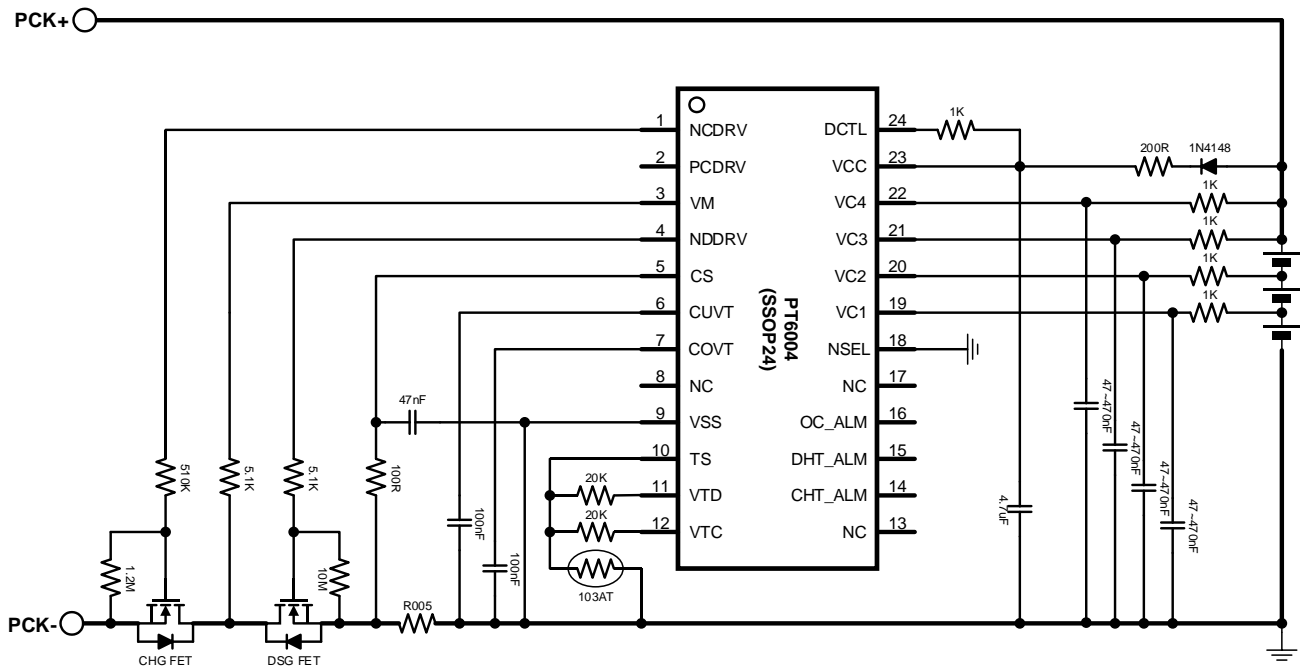 PCK+
1 NCDRV
2 PCDRV
3 VM
4 NDDRV
5 CS
6 CUVT
7 COVT
8 NC
9 VSS
10 TS
11 VTD
12 VTC
PT6004
(SSOP24)
DCTL 24
VCC 23
VC4 22
VC3 21
VC2 20
VC1 19
NSEL 18
NC 17
OC_ALM 16
DHT_ALM 15
CHT_ALM 14
NC 13
1K
200R 1N4148
1K
1K
1K
1K
47nF
510K
5.1K
5.1K
100R
1.2M
10M
100nF
100nF
20K
20K
103AT
4.7uF
47~470nF
47~470nF
47~470nF
47~470nF
R005
PCK-
CHG FET
DSG FET